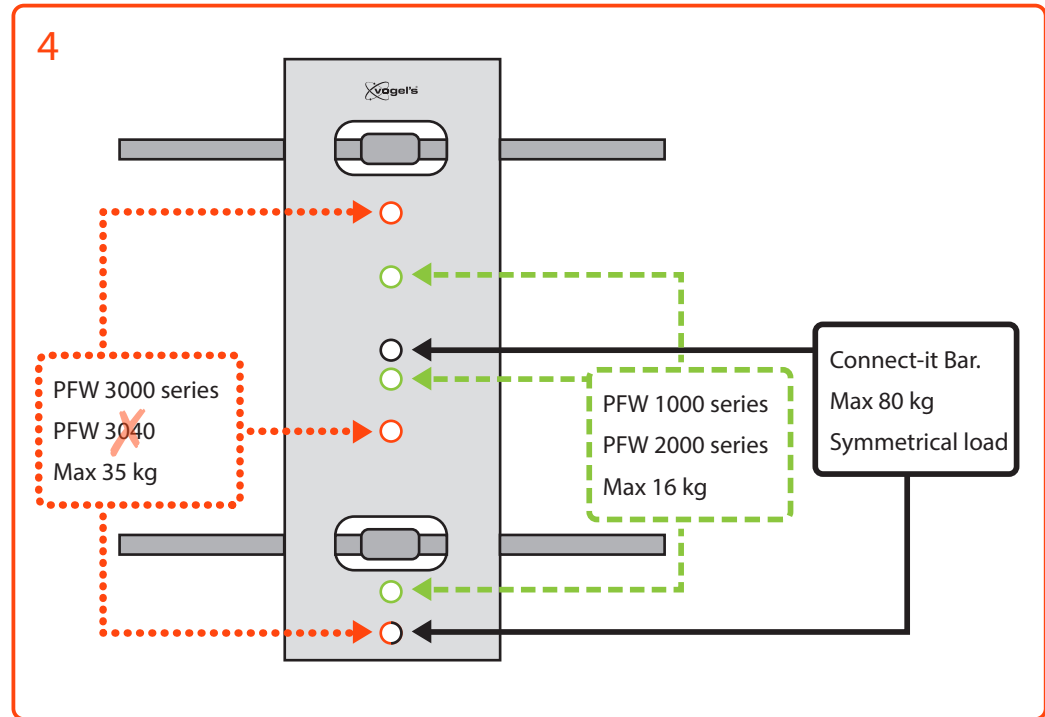 4
vogel's
PFW 3000 series
PFW 3040
Max 35 kg
PFW 1000 series
PFW 2000 series
Max 16 kg
Connect-it Bar.
Max 80 kg
Symmetrical load